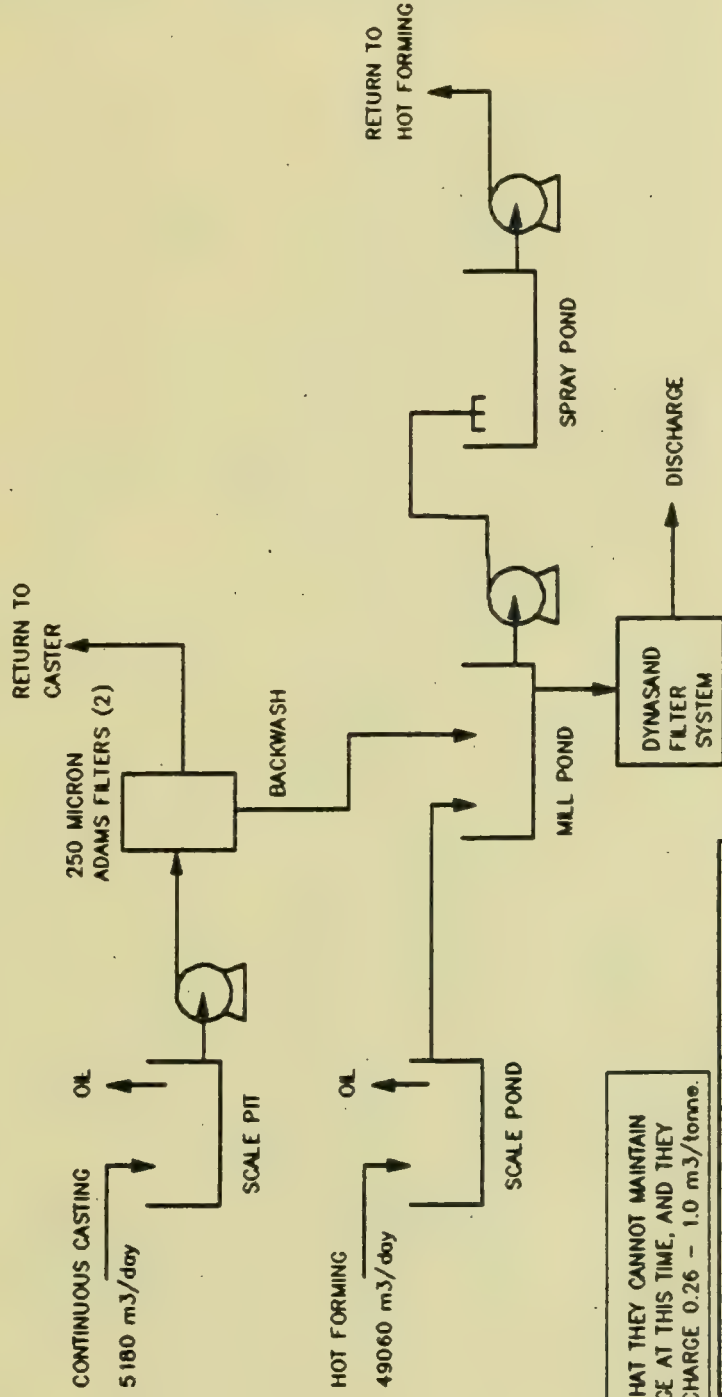 RETURN TO
CASTER
250 MICRON
ADAMS FILTERS (2)
CONTINUOUS CASTING
5180 m3/day
OIL
SCALE PIT
BACKWASH
RETURN TO
HOT FORMING
HOT FORMING
49060 m3/day
OIL
SCALE POND
MILL POND
SPRAY POND
DYNASAND
FILTER
SYSTEM
DISCHARGE
HAT THEY CANNOT MAINTAIN
GE AT THIS TIME, AND THEY
CHARGE 0.26 - 1.0 m3/tonne.